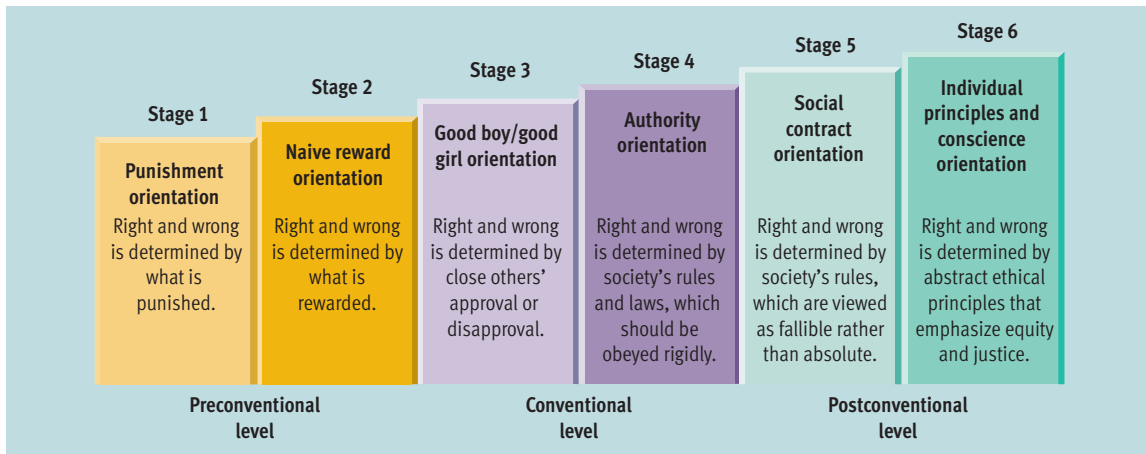 Stage 1
Punishment
orientation
Right and wrong
is determined by
what is
punished.
Stage 2
Naive reward
orientation
Right and wrong
is determined by
what is
rewarded.
Stage 3
Good boy/good
girl orientation
Right and wrong
is determined by
close others’
approval or
disapproval.
Stage 4
Authority
orientation
Right and wrong
is determined by
society’s rules
and laws, which
should be
obeyed rigidly.
Stage 5
Social
contract
orientation
Right and wrong
is determined by
society’s rules,
which are viewed
as fallible rather
than absolute.
Stage 6
Individual
principles and
conscience
orientation
Right and wrong
is determined by
abstract ethical
principles that
emphasize equity
and justice.
Preconventional
level
Conventional
level
Postconventional
level